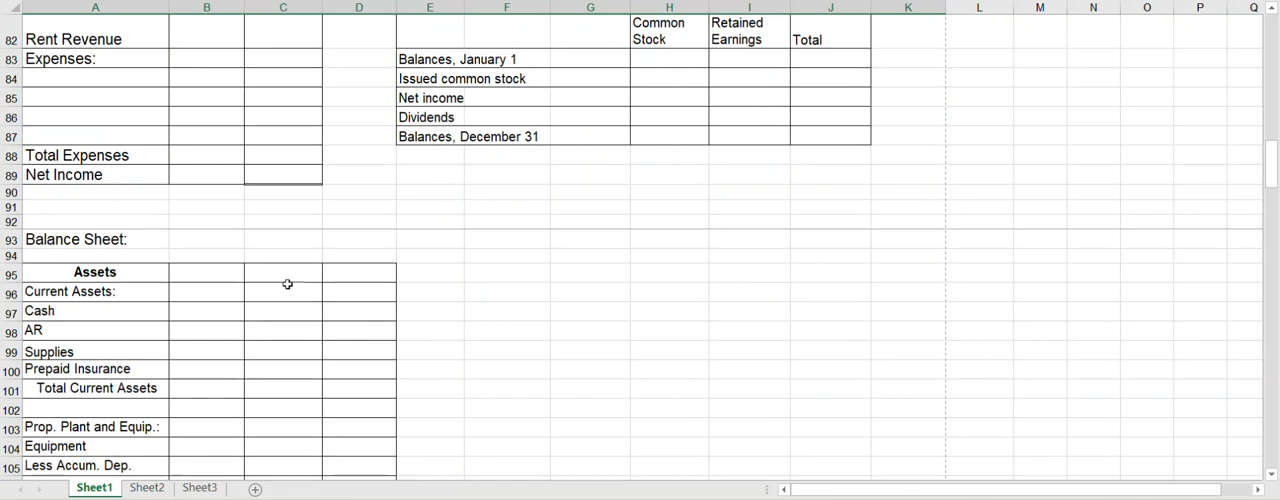 A B C D E F G H I J K L M N O P Q
82 Rent Revenue Common Stock Retained Earnings Total
83 Expenses: Balances, January 1
84 Issued common stock
85 Net income
86 Dividends
87 Balances, December 31
88 Total Expenses
89 Net Income
90
91
92
93 Balance Sheet:
94
95 Assets
96 Current Assets:
97 Cash
98 AR
99 Supplies
100 Prepaid Insurance
101 Total Current Assets
102
103 Prop. Plant and Equip.:
104 Equipment
105 Less Accum. Dep.
Sheet1 Sheet2 Sheet3